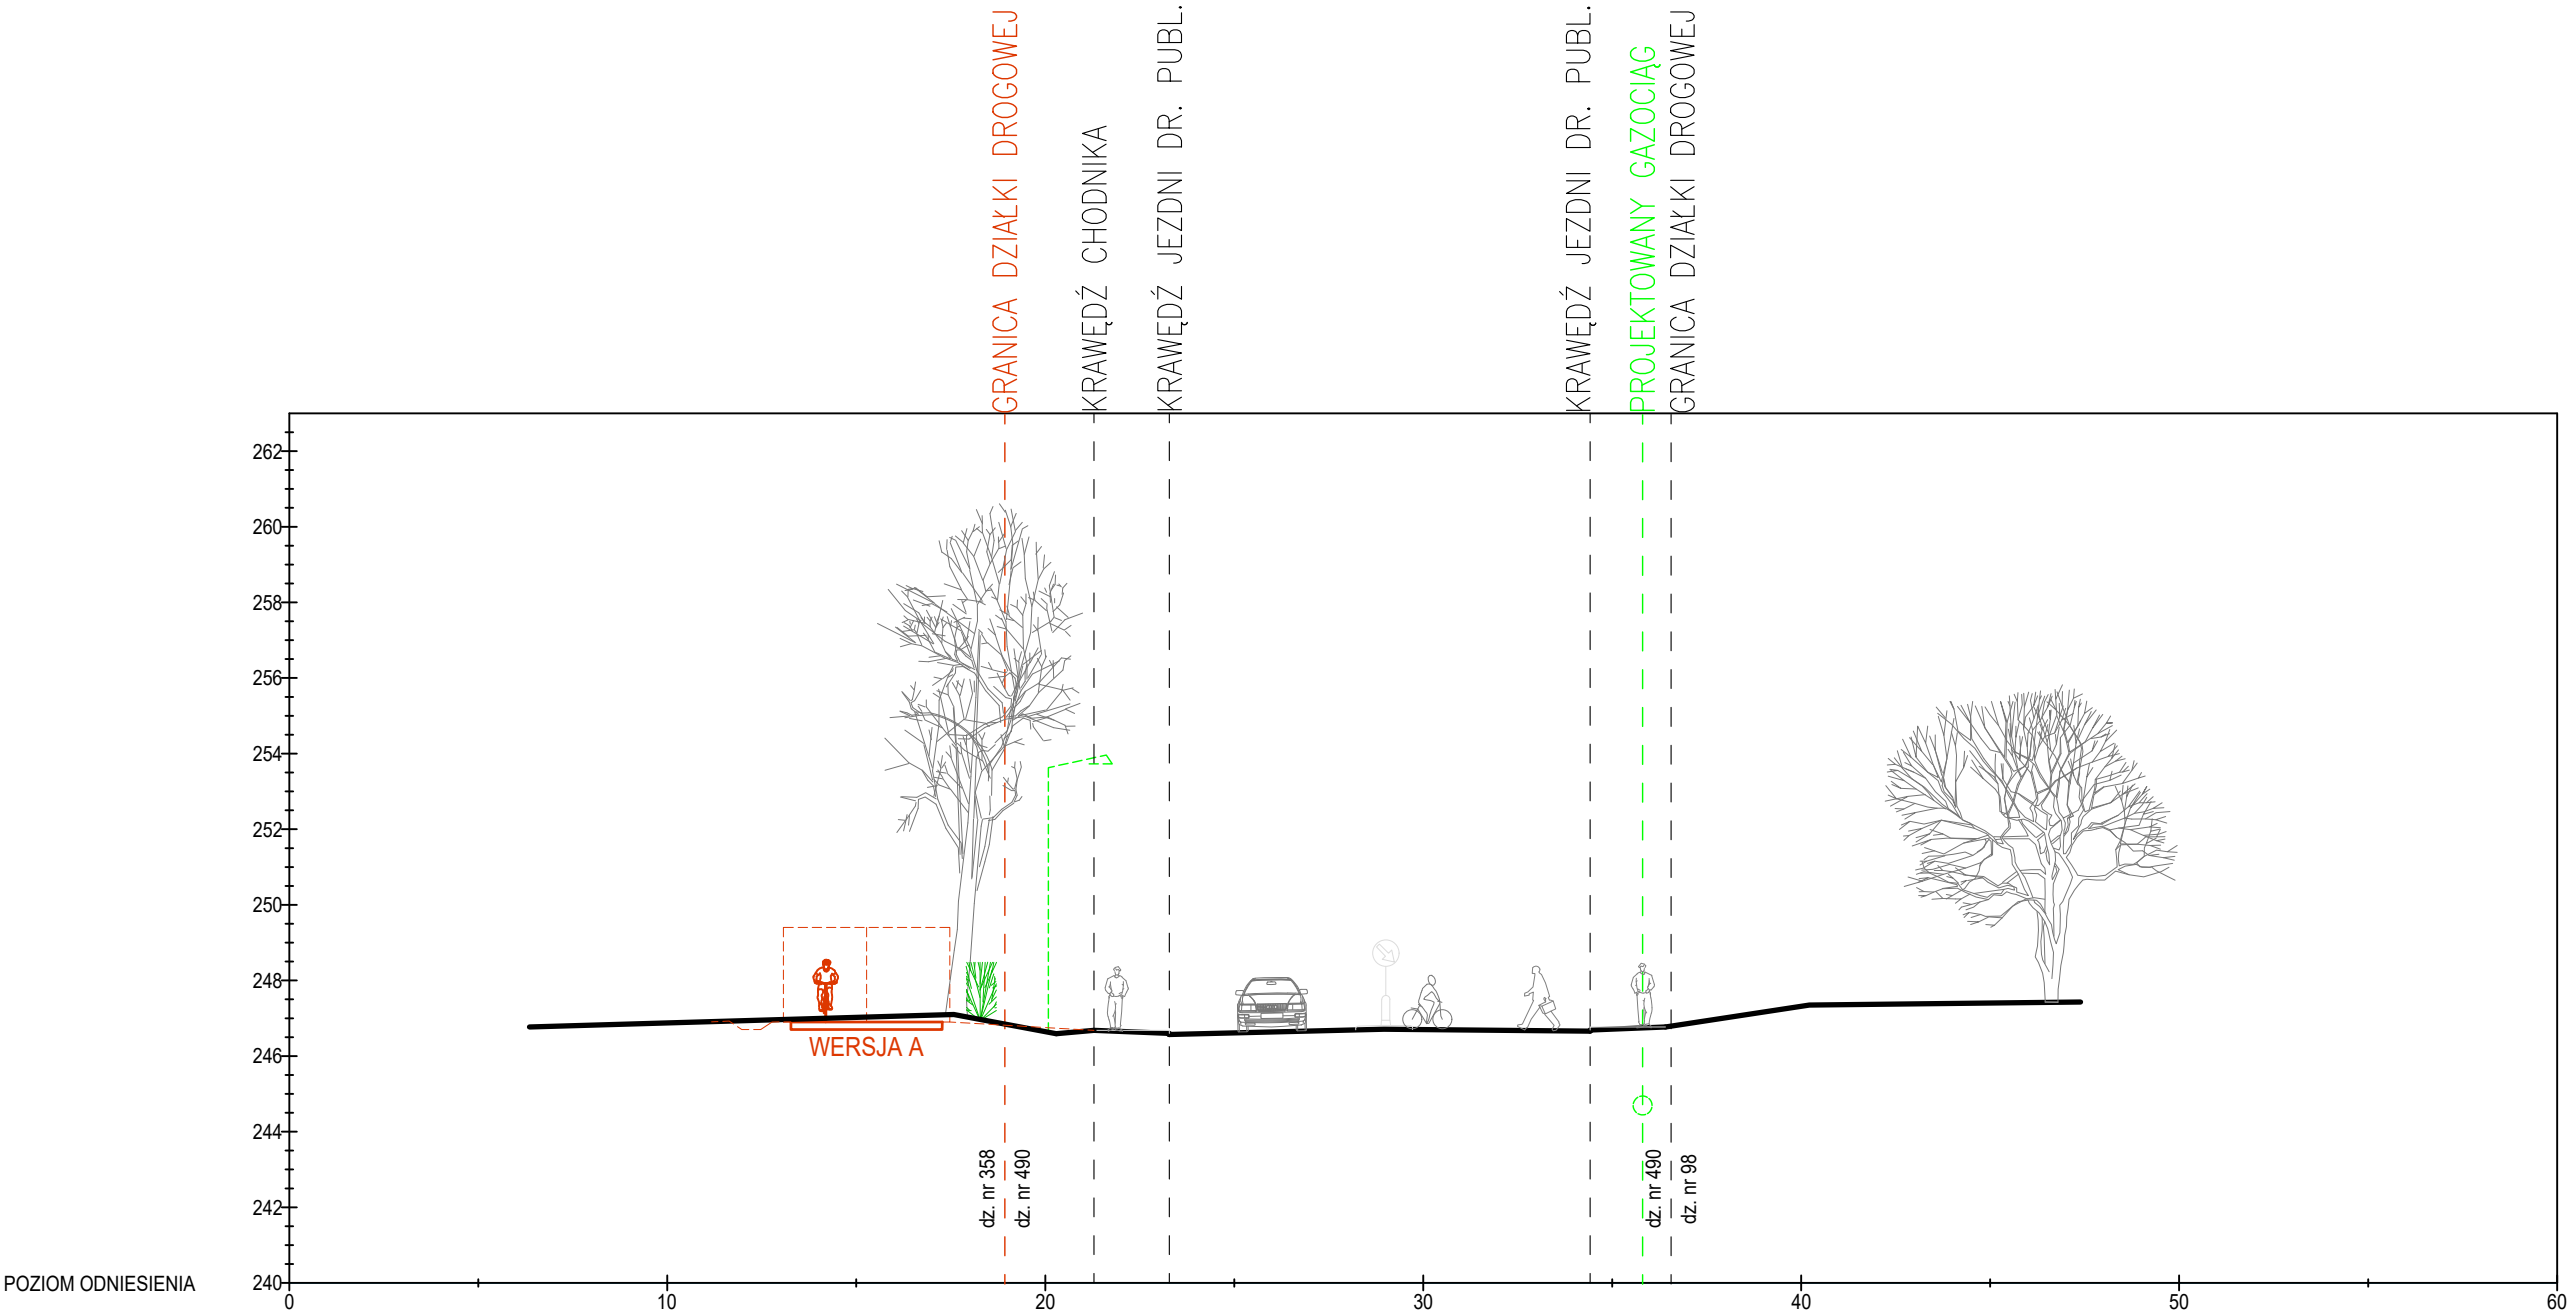 GRANICA DZIAŁKI DROGOWEJ
KRAWĘDŹ CHODNIKA
KRAWĘDŹ JEZDNI DR. PUBL.
KRAWĘDŹ JEZDNI DR. PUBL.
PROJEKTOWANY GAZOCIĄG
GRANICA DZIAŁKI DROGOWEJ
262
260
258
256
254
252
250
248
246
244
242
240
WERSJA A
dz. nr 358
dz. nr 490
dz. nr 490
dz. nr 98
POZIOM ODNIESIENIA
0 10 20 30 40 50 60